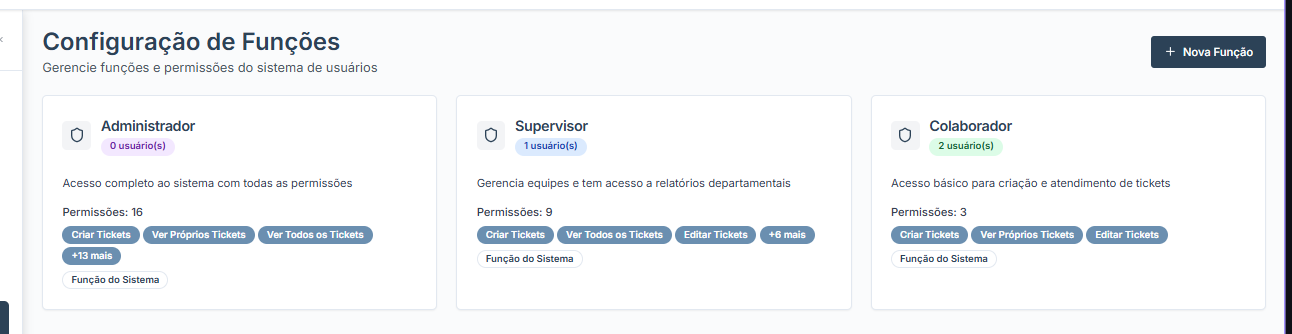 Configuração de Funções
Gerencie funções e permissões do sistema de usuários
+ Nova Função
Administrador
0 usuário(s)
Acesso completo ao sistema com todas as permissões
Permissões: 16
Criar Tickets Ver Próprios Tickets Ver Todos os Tickets
+13 mais
Função do Sistema
Supervisor
1 usuário(s)
Gerencia equipes e tem acesso a relatórios departamentais
Permissões: 9
Criar Tickets Ver Todos os Tickets Editar Tickets +6 mais
Função do Sistema
Colaborador
2 usuário(s)
Acesso básico para criação e atendimento de tickets
Permissões: 3
Criar Tickets Ver Próprios Tickets Editar Tickets
Função do Sistema